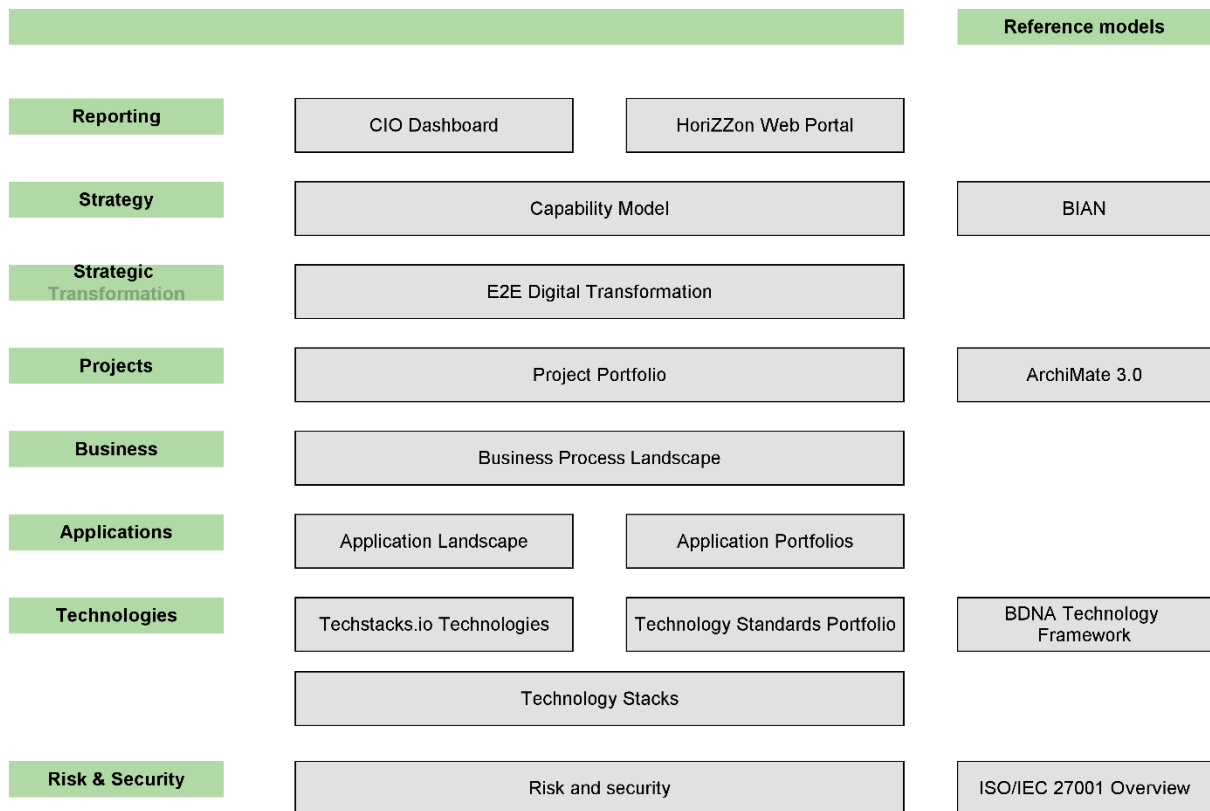 Reference models
Reporting
CIO Dashboard
HoriZZon Web Portal
Strategy
Capability Model
BIAN
Strategic
Transformation
E2E Digital Transformation
Projects
Project Portfolio
ArchiMate 3.0
Business
Business Process Landscape
Applications
Application Landscape
Application Portfolios
Technologies
Techstacks.io Technologies
Technology Standards Portfolio
BDNA Technology
Framework
Technology Stacks
Risk & Security
Risk and security
ISO/IEC 27001 Overview